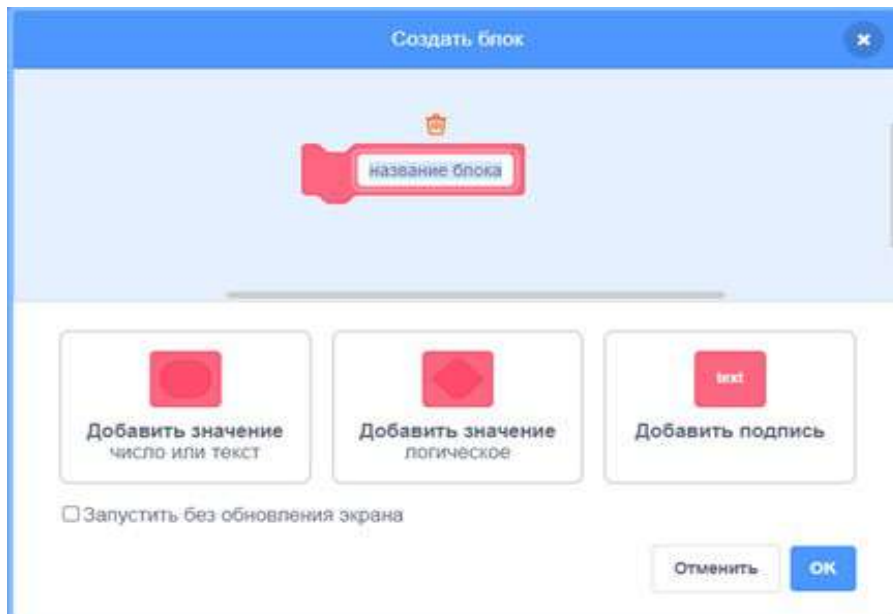 Создать блок
название блока
text
Добавить значение
число или текст
Добавить значение
логическое
Добавить подпись
Запустить без обновления экрана
Отменить
ОК